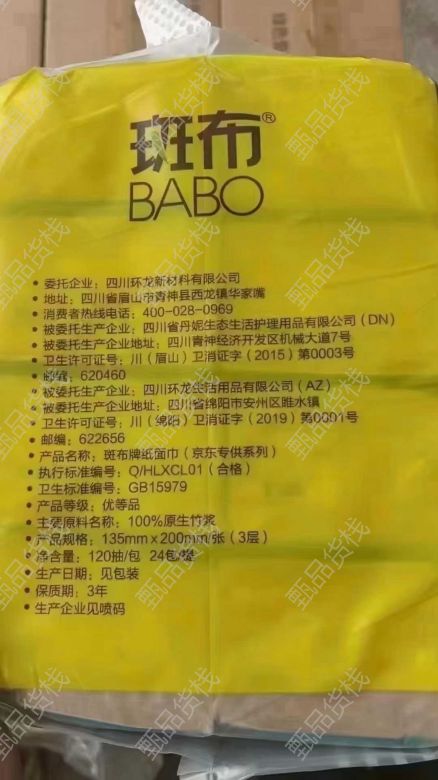 斑布®
BABO
委托企业：四川环龙新材料有限公司
地址：四川省眉山市青神县西龙镇华家嘴
消费者热线电话：400-028-0969
被委托生产企业：四川省丹妮生态生活护理用品有限公司（DN）
被委托生产企业地址：四川青神经济开发区机械大道7号
卫生许可证号：川（眉山）卫消证字（2015）第0003号
邮编：620460
被委托生产企业：四川环龙生活用品有限公司（AZ）
被委托生产企业地址：四川省绵阳市安州区雎水镇
卫生许可证号：川（绵阳）卫消证字（2019）第0001号
邮编：622656
产品名称：斑布牌纸面巾（京东专供系列）
执行标准编号：Q/HLXCL01（合格）
卫生标准编号：GB15979
产品等级：优等品
主要原料名称：100%原生竹浆
产品规格：135mm×200mm/张（3层）
净含量：120抽/包 24包/
生产日期：见包装
保质期：3年
生产企业见喷码
甄品货栈